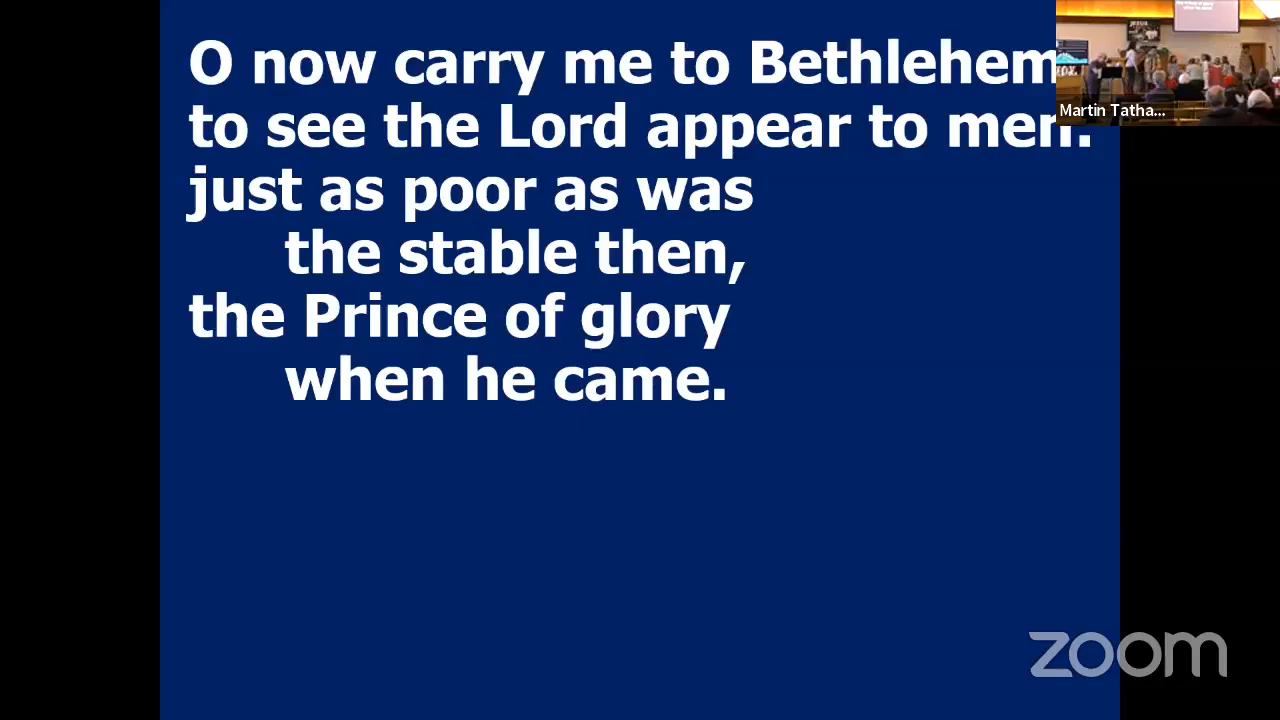 O now carry me to Bethlehem
to see the Lord appear to men:
just as poor as was
the stable then,
the Prince of glory
when he came.
Martin Tatha...
JESUS
zoom